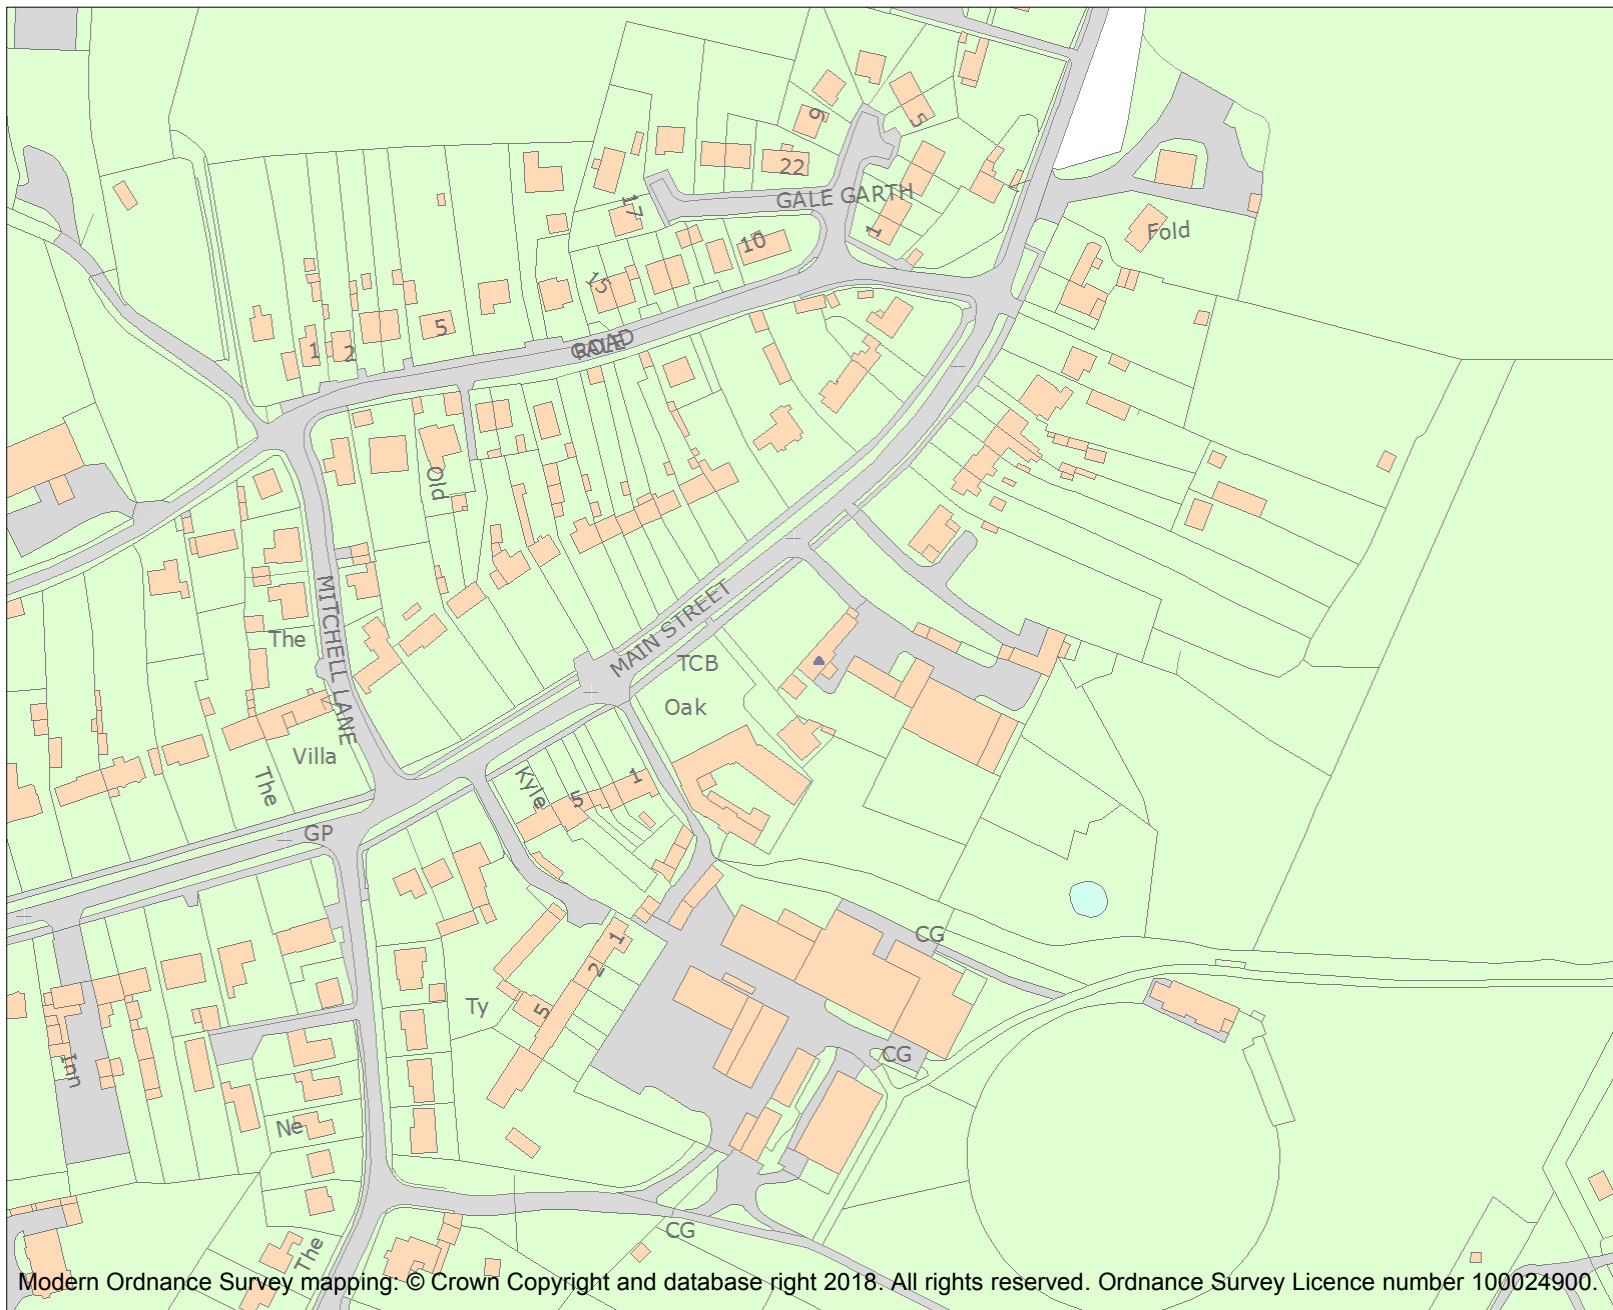 6
5
22
GALE GARTH
17
1
Fold
10
15
5
1
2
GALE
ROAD
Old
MITCHELL LANE
The
MAIN STREET
TCB
Oak
Villa
The
Kyle
5
1
GP
CG
1
2
5
Ty
CG
Inn
Ne
CG
The
Modern Ordnance Survey mapping: © Crown Copyright and database right 2018. All rights reserved. Ordnance Survey Licence number 100024900.